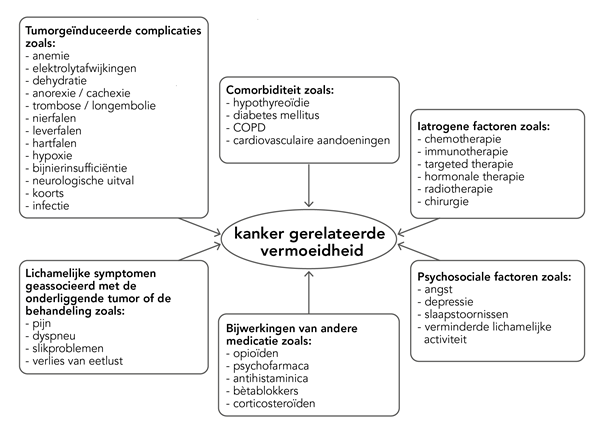 Tumorgeïnduceerde complicaties
zoals:
- anemie
- elektrolytafwijkingen
- dehydratie
- anorexie / cachexie
- trombose / longembolie
- nierfalen
- leverfalen
- hartfalen
- hypoxie
- bijnierinsufficiëntie
- neurologische uitval
- koorts
- infectie
Comorbiditeit zoals:
- hypothyreoïdie
- diabetes mellitus
- COPD
- cardiovasculaire aandoeningen
Iatrogene factoren zoals:
- chemotherapie
- immunotherapie
- targeted therapie
- hormonale therapie
- radiotherapie
- chirurgie
kanker gerelateerde
vermoeidheid
Lichamelijke symptomen
geassocieerd met de
onderliggende tumor of de
behandeling zoals:
- pijn
- dyspneu
- slikproblemen
- verlies van eetlust
Bijwerkingen van andere
medicatie zoals:
- opioïden
- psychofarmaca
- antihistaminica
- bètablokkers
- corticosteroïden
Psychosociale factoren zoals:
- angst
- depressie
- slaapstoornissen
- verminderde lichamelijke
activiteit